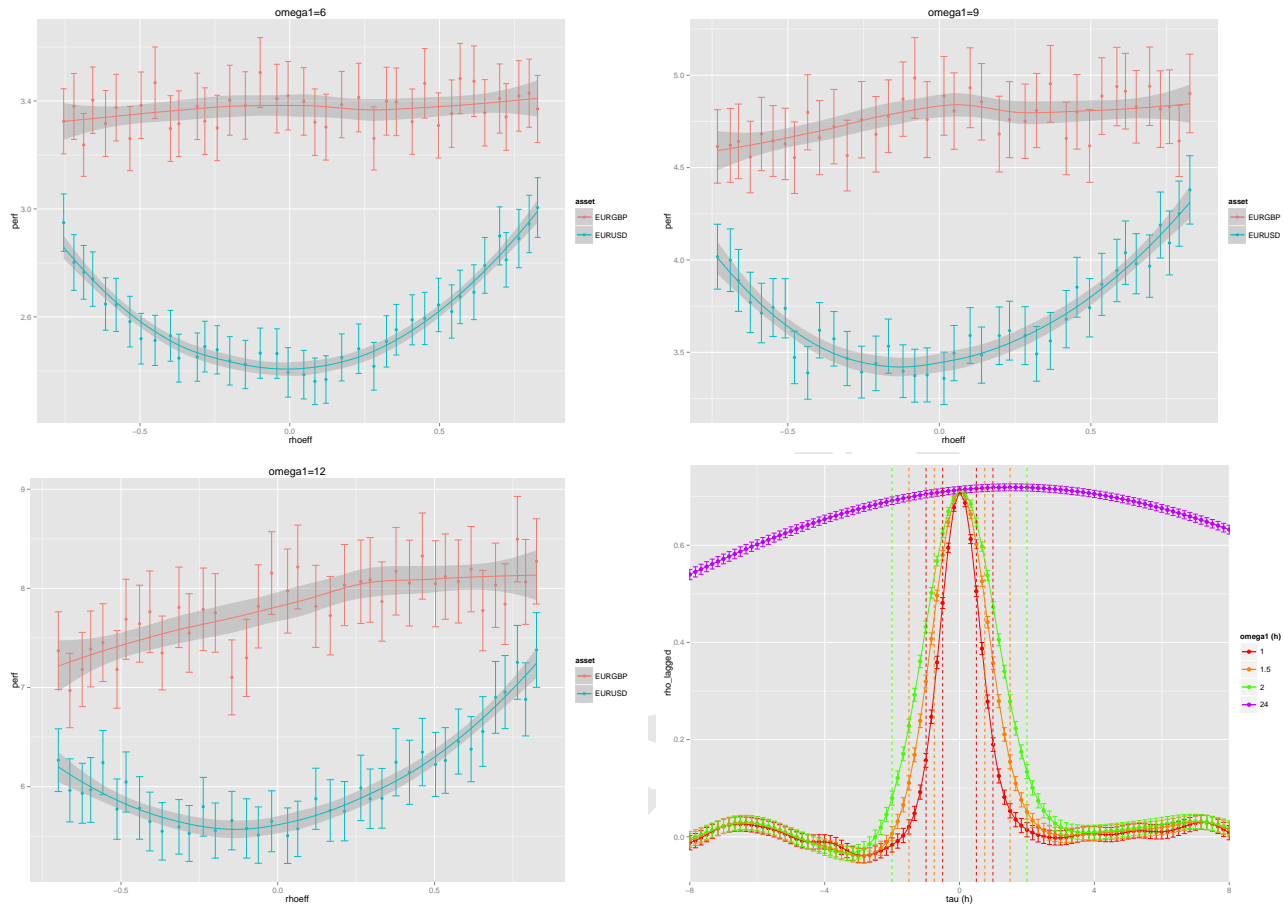 omega1=6
3.4
3.0
2.6
perf
−0.5
0.0
0.5
rhoeff
asset
EURGBP
EURUSD
omega1=9
5.0
4.5
4.0
3.5
perf
−0.5
0.0
0.5
rhoeff
asset
EURGBP
EURUSD
omega1=12
9
8
7
6
perf
−0.5
0.0
0.5
rhoeff
asset
EURGBP
EURUSD
0.6
0.4
0.2
0.0
rho_lagged
−8
−4
0
4
8
tau (h)
omega1 (h)
1
1.5
2
24